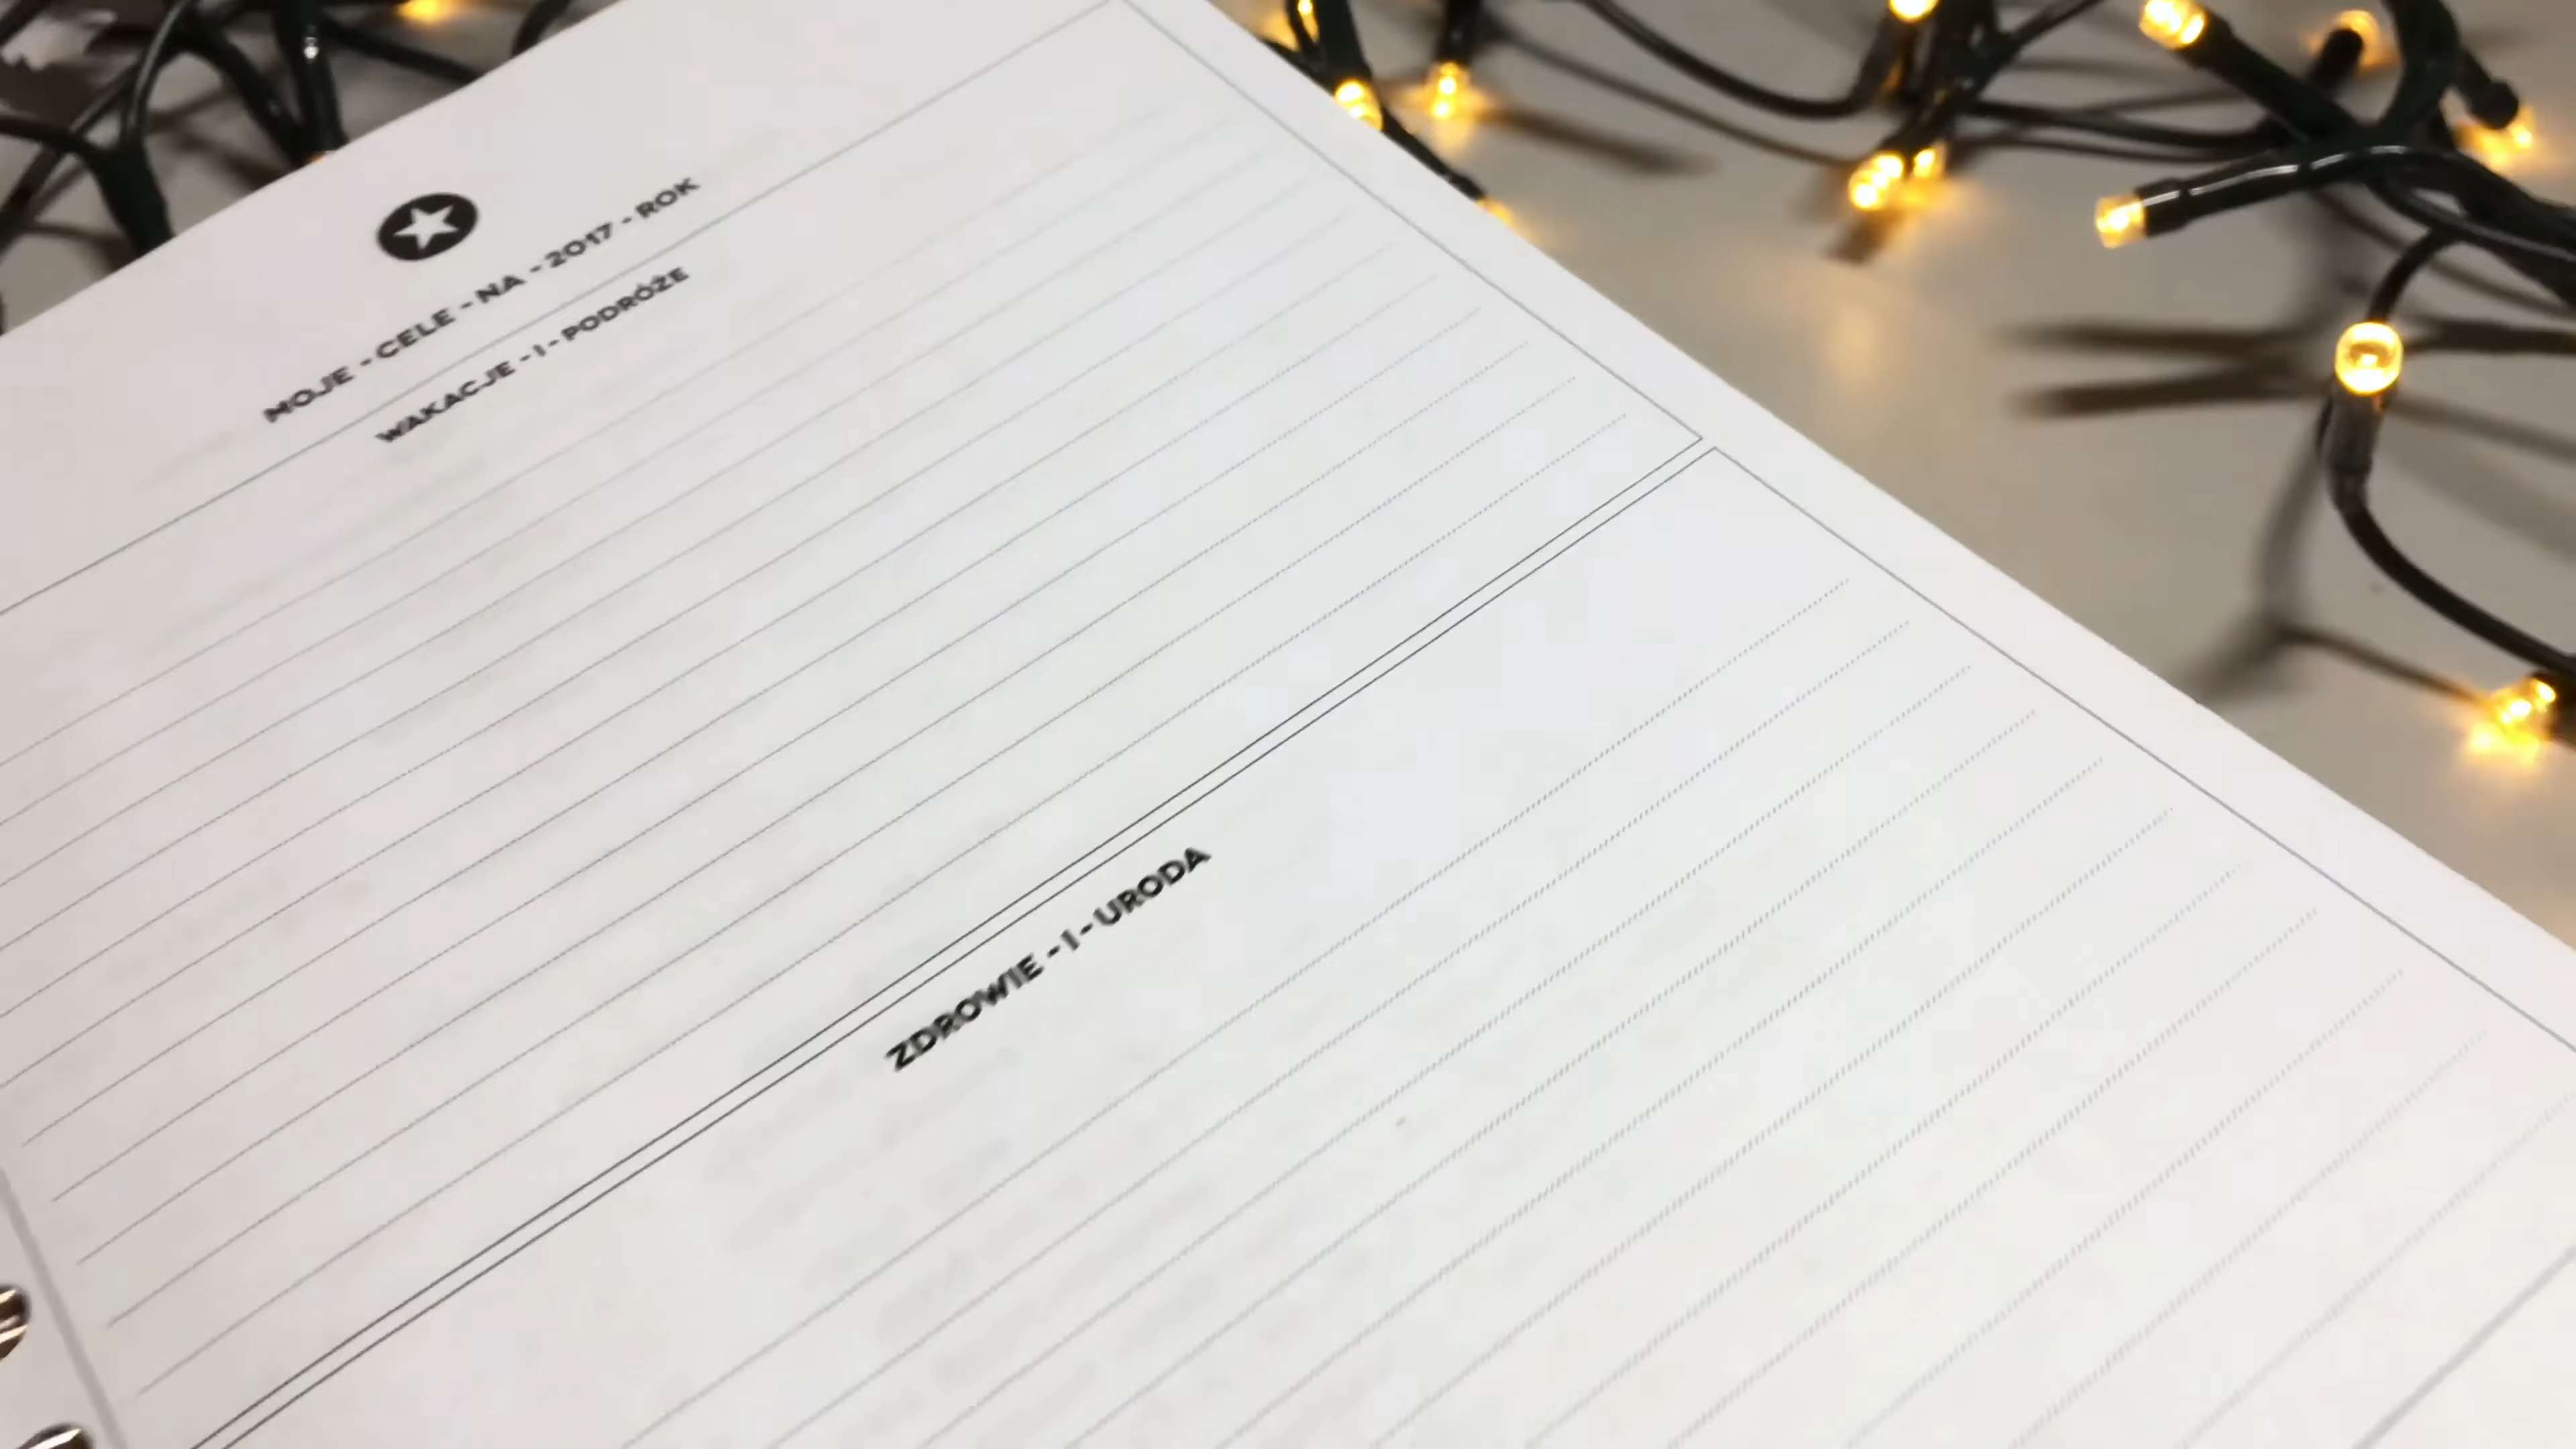 MOJE - CELE - NA - 2017 - ROK
WAKACJE - I - PODRÓŻE
ZDROWIE - I - URODA